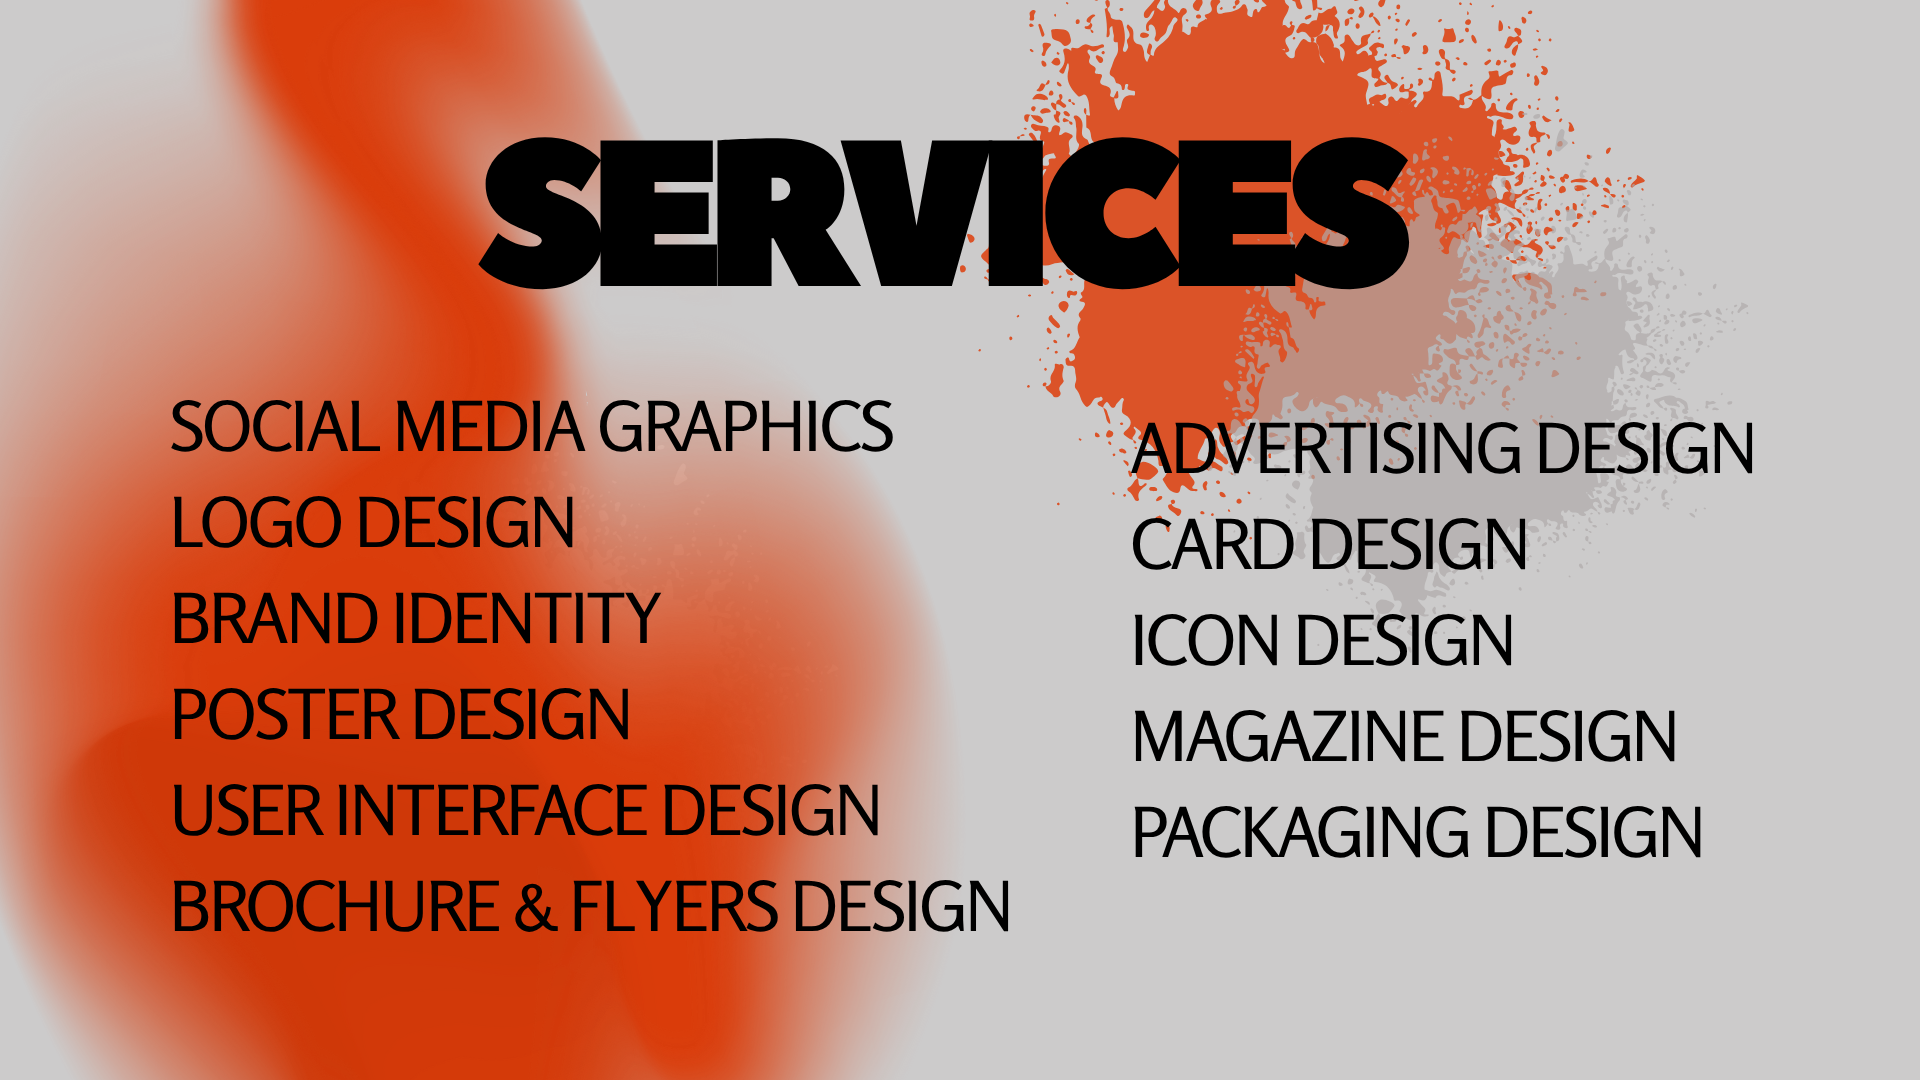 SERVICES
SOCIAL MEDIA GRAPHICS
LOGO DESIGN
BRAND IDENTITY
POSTER DESIGN
USER INTERFACE DESIGN
BROCHURE & FLYERS DESIGN
ADVERTISING DESIGN
CARD DESIGN
ICON DESIGN
MAGAZINE DESIGN
PACKAGING DESIGN